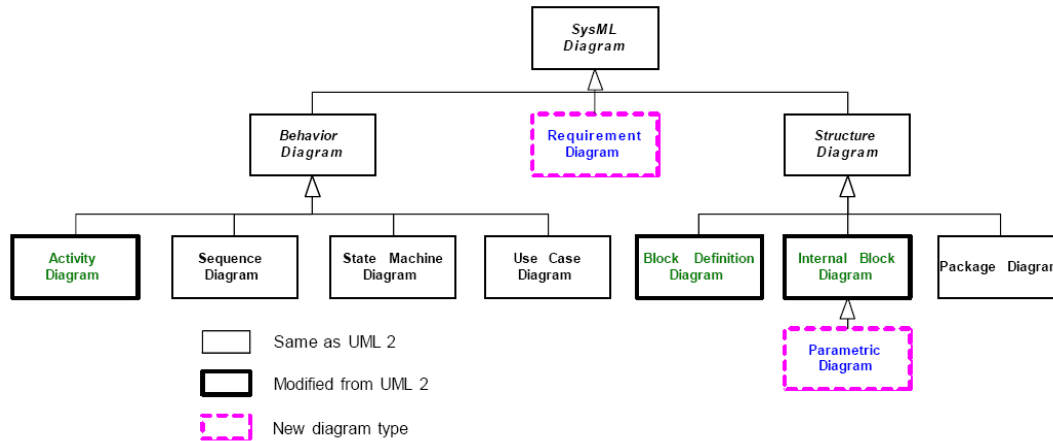 SysML
Diagram
Behavior
Diagram
Requirement
Diagram
Structure
Diagram
Activity
Diagram
Sequence
Diagram
State Machine
Diagram
Use Case
Diagram
Block Definition
Diagram
Internal Block
Diagram
Package Diagram
Parametric
Diagram
Same as UML 2
Modified from UML 2
New diagram type